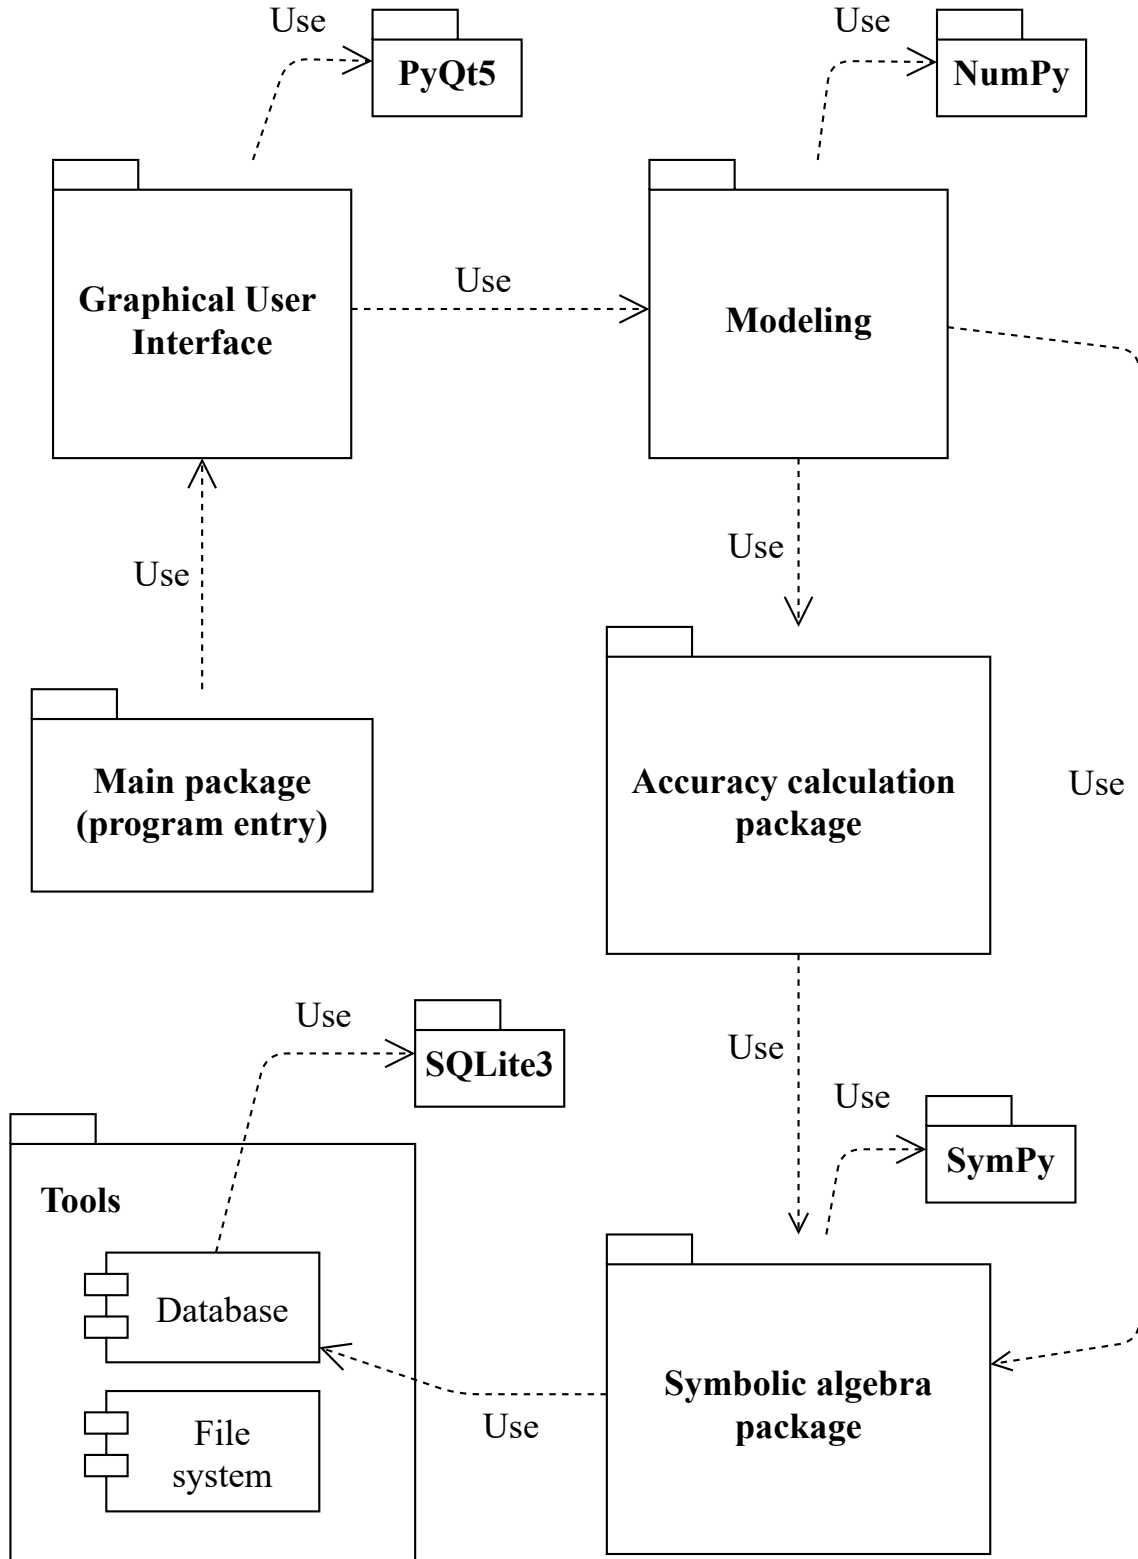 Use
PyQt5
Use
NumPy
Graphical User
Interface
Use
Modeling
Use
Use
Main package
(program entry)
Accuracy calculation
package
Use
Use
SQLite3
Use
Use
SymPy
Tools
Database
File
system
Use
Symbolic algebra
package